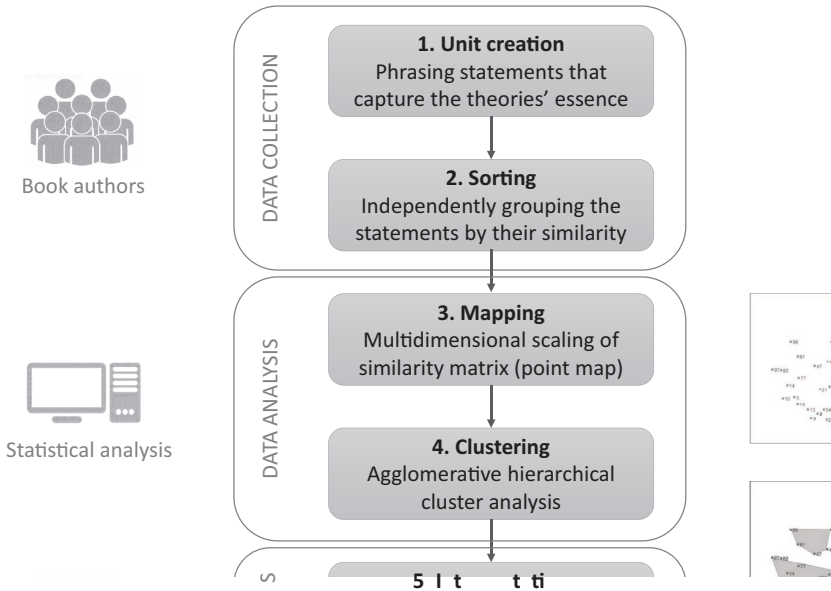 DATA COLLECTION
1. Unit creation
Phrasing statements that
capture the theories’ essence
Book authors
2. Sorting
Independently grouping the
statements by their similarity
DATA ANALYSIS
3. Mapping
Multidimensional scaling of
similarity matrix (point map)
Statistical analysis
4. Clustering
Agglomerative hierarchical
cluster analysis